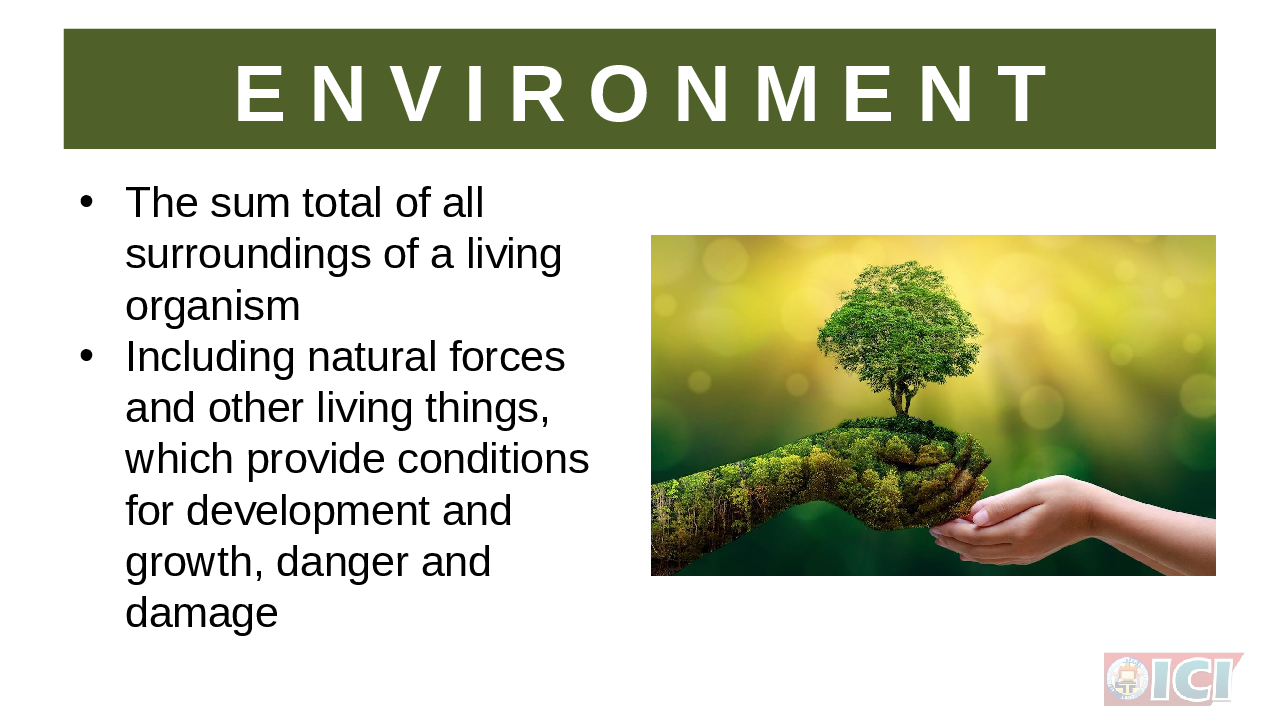 E N V I R O N M E N T
• The sum total of all
surroundings of a living
organism
• Including natural forces
and other living things,
which provide conditions
for development and
growth, danger and
damage
ICI